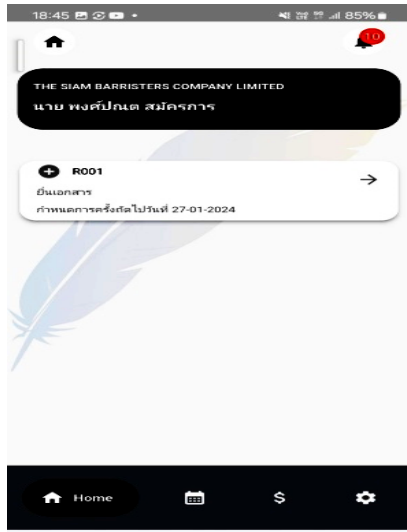 18:45
85%
10
THE SIAM BARRISTERS COMPANY LIMITED
นาย พงศ์ปณต สมัครการ
R001
ยื่นเอกสาร
กำหนดการครั้งถัดไปวันที่ 27-01-2024
Home